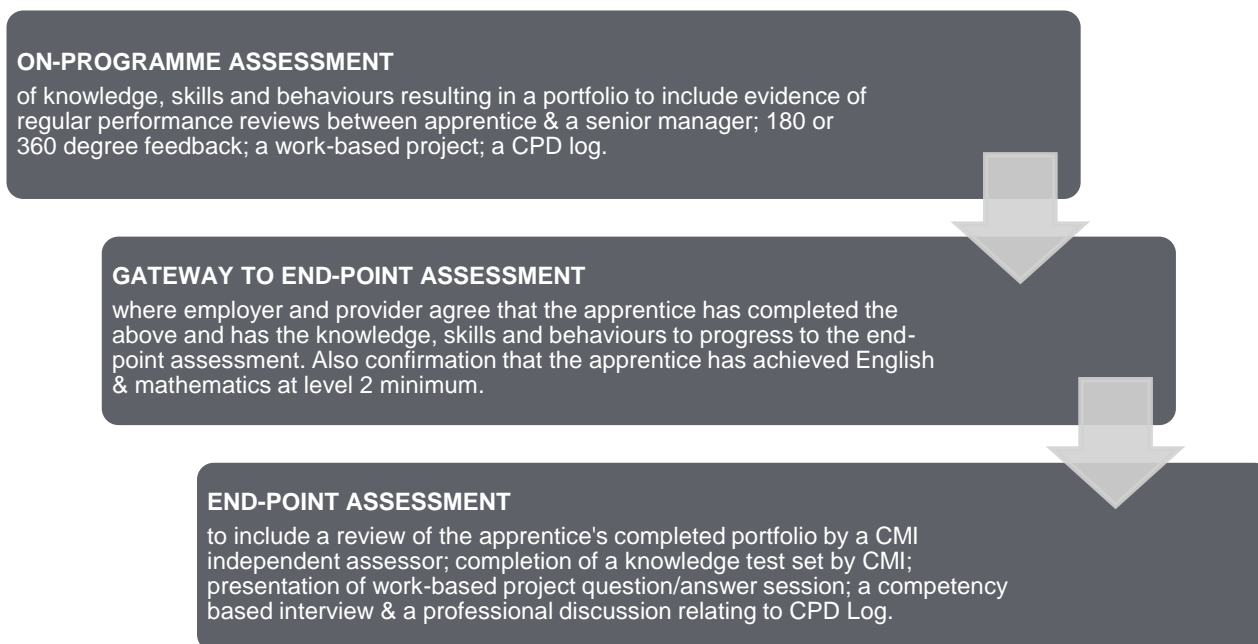 ON-PROGRAMME ASSESSMENT
of knowledge, skills and behaviours resulting in a portfolio to include evidence of
regular performance reviews between apprentice & a senior manager; 180 or
360 degree feedback; a work-based project; a CPD log.
GATEWAY TO END-POINT ASSESSMENT
where employer and provider agree that the apprentice has completed the
above and has the knowledge, skills and behaviours to progress to the end-
point assessment. Also confirmation that the apprentice has achieved English
& mathematics at level 2 minimum.
END-POINT ASSESSMENT
to include a review of the apprentice's completed portfolio by a CMI
independent assessor; completion of a knowledge test set by CMI;
presentation of work-based project question/answer session; a competency
based interview & a professional discussion relating to CPD Log.